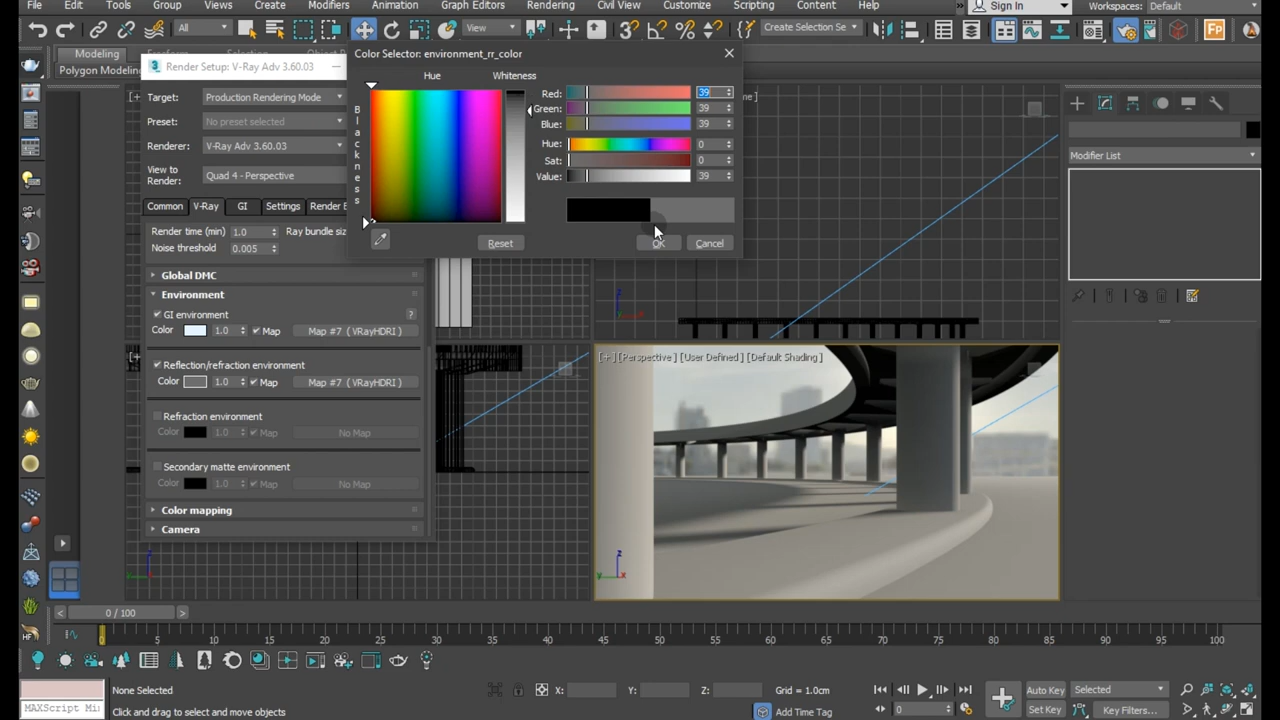 File Edit Tools Group Views Create Modifiers Animation Graph Editors Rendering Civil View Customize Scripting Content Help » Sign In Workspaces: Default
All View Create Selection Se
Modeling Freeform Selection
Polygon Modeling
Render Setup: V-Ray Adv 3.60.03
Target: Production Rendering Mode
Preset: No preset selected
Renderer: V-Ray Adv 3.60.03
View to
Render: Quad 4 - Perspective
Common V-Ray GI Settings Render E
Render time (min) 1.0 Ray bundle siz
Noise threshold 0.005
Global DMC
Environment
GI environment ?
Color 1.0 Map Map #7 ( VRayHDRI )
Reflection/refraction environment
Color 1.0 Map Map #7 ( VRayHDRI )
Refraction environment
Color 1.0 Map No Map
Secondary matte environment
Color 1.0 Map No Map
Color mapping
Camera
Color Selector: environment_rr_color
Hue Whiteness
Blackness
Red: 39
Green: 39
Blue: 39
Hue: 0
Sat: 0
Value: 39
Reset OK Cancel
Modifier List
[+] [Perspective ] [User Defined ] [Default Shading ]
z
x
y
z
y
z
y
z
x
< 0 / 100 >
0 5 10 15 20 25 30 35 40 45 50 55 60 65 70 75 80 85 90 95 100
None Selected X: Y: Z: Grid = 1.0cm Auto Key Selected
MAXScript Mi Click and drag to select and move objects Add Time Tag 0 Set Key Key Filters...